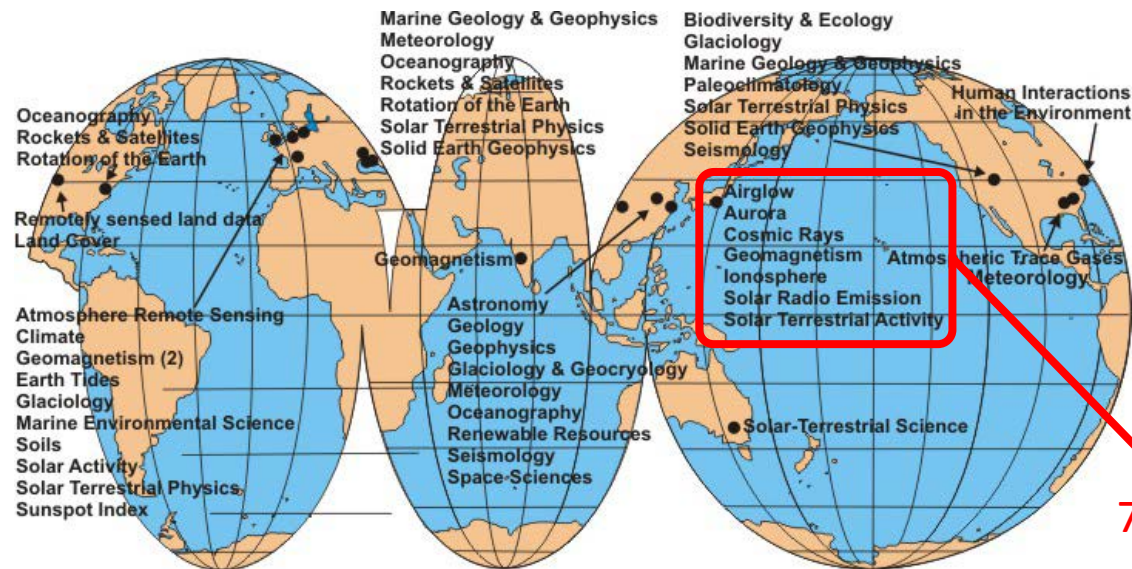 Marine Geology & Geophysics
Meteorology
Oceanography
Rockets & Satellites
Rotation of the Earth
Solar Terrestrial Physics
Solid Earth Geophysics
Biodiversity & Ecology
Glaciology
Marine Geology & Geophysics
Paleoclimatology
Solar Terrestrial Physics
Solid Earth Geophysics
Seismology
Human Interactions
in the Environment
Oceanography
Rockets & Satellites
Rotation of the Earth
Remotely sensed land data
Land Cover
Geomagnetism
Airglow
Aurora
Cosmic Rays
Geomagnetism
Ionosphere
Solar Radio Emission
Solar Terrestrial Activity
Atmospheric Trace Gases
Meteorology
Atmosphere Remote Sensing
Climate
Geomagnetism (2)
Earth Tides
Glaciology
Marine Environmental Science
Soils
Solar Activity
Solar Terrestrial Physics
Sunspot Index
Astronomy
Geology
Geophysics
Glaciology & Geocryology
Meteorology
Oceanography
Renewable Resources
Seismology
Space Sciences
Solar-Terrestrial Science
7